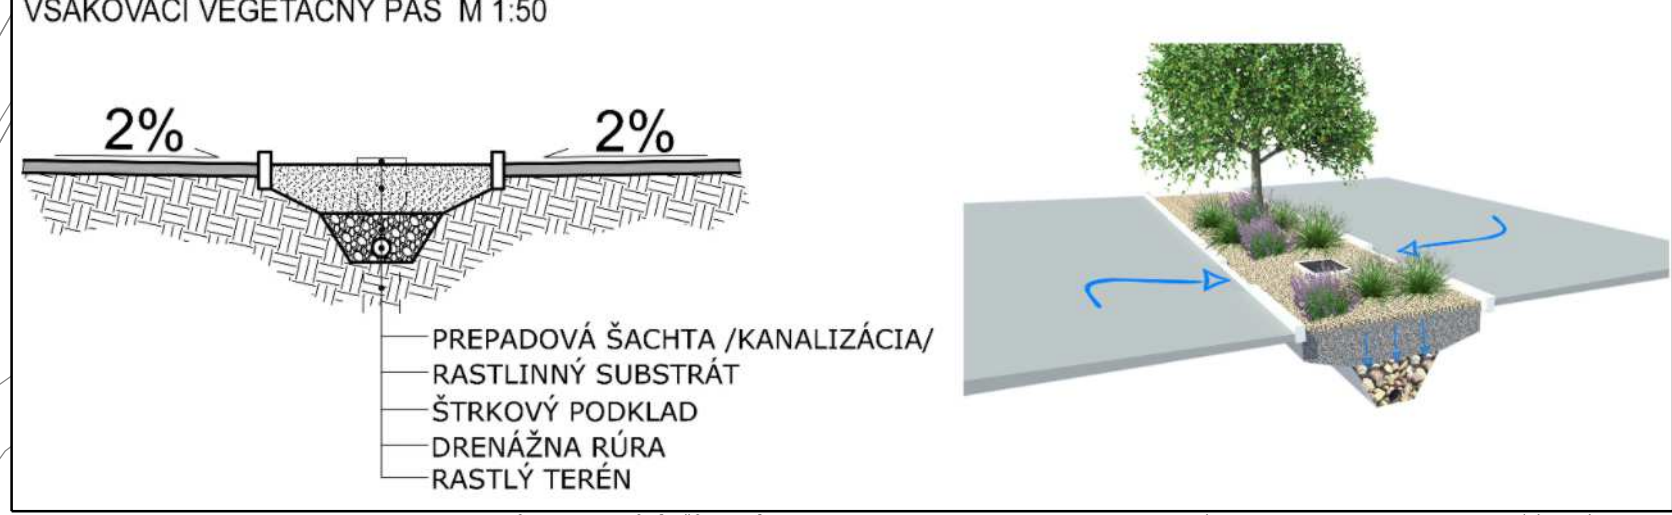 VSAKOVACÍ VEGETAČNÝ PÁS M 1:50
2%
2%
PREPADOVÁ ŠACHTA /KANALIZÁCIA/
RASTLINNÝ SUBSTRÁT
ŠTRKOVÝ PODKLAD
DRENÁŽNA RÚRA
RASTLÝ TERÉN